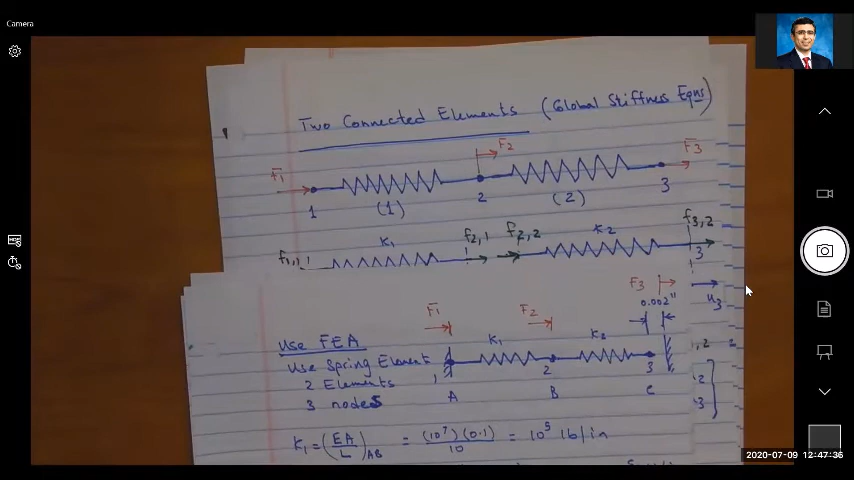 Camera
Two Connected Elements (Global Stiffness Eqns)
F1 F2 F3
1 2 3
(1) (2)
f1,1 K1 f2,1 f2,2 K2 f3,2
3
u3
F1 F2 F3
0.002"
Use FEA
K1 K2
Use Spring Element
1 2 3
2 Elements
3 nodes
A B C
K1 = (EA/L)AB = (10^7)(0.1)/10 = 10^5 lb/in
2020-07-09 12:47:36